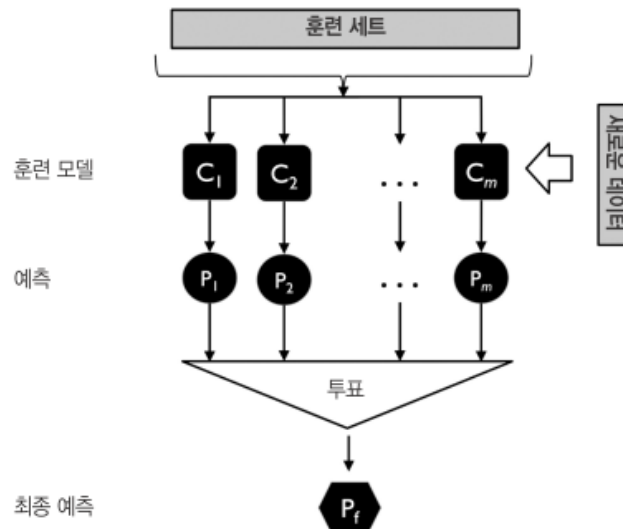 훈련 세트
훈련 모델 C1 C2 ... Cm 새로운 데이터
예측 P1 P2 ... Pm
투표
최종 예측 Pf